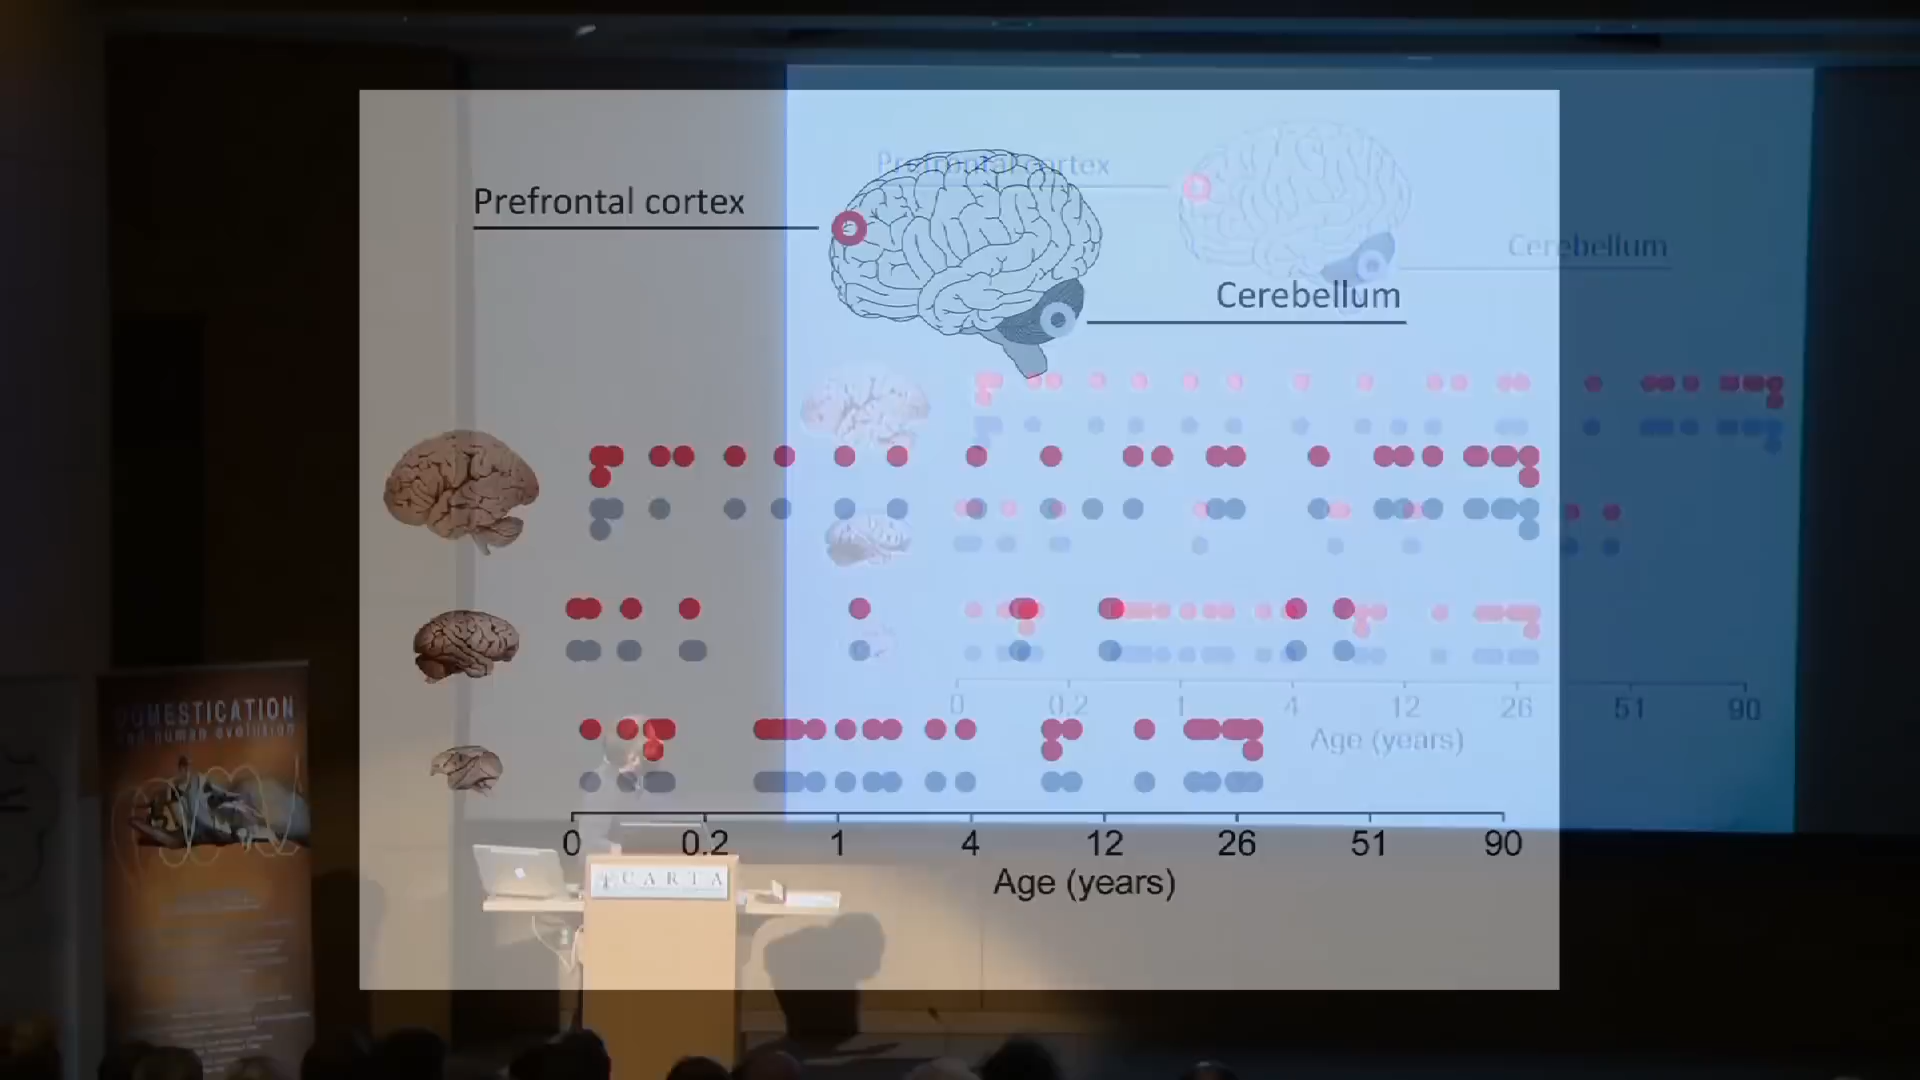 Prefrontal cortex
Prefrontal cortex
Cerebellum
Cerebellum
0 0.2 1 4 12 26 51 90
Age (years)
0 0.2 1 4 12 26 51 90
Age (years)
DOMESTICATION
and human evolution
CARTA